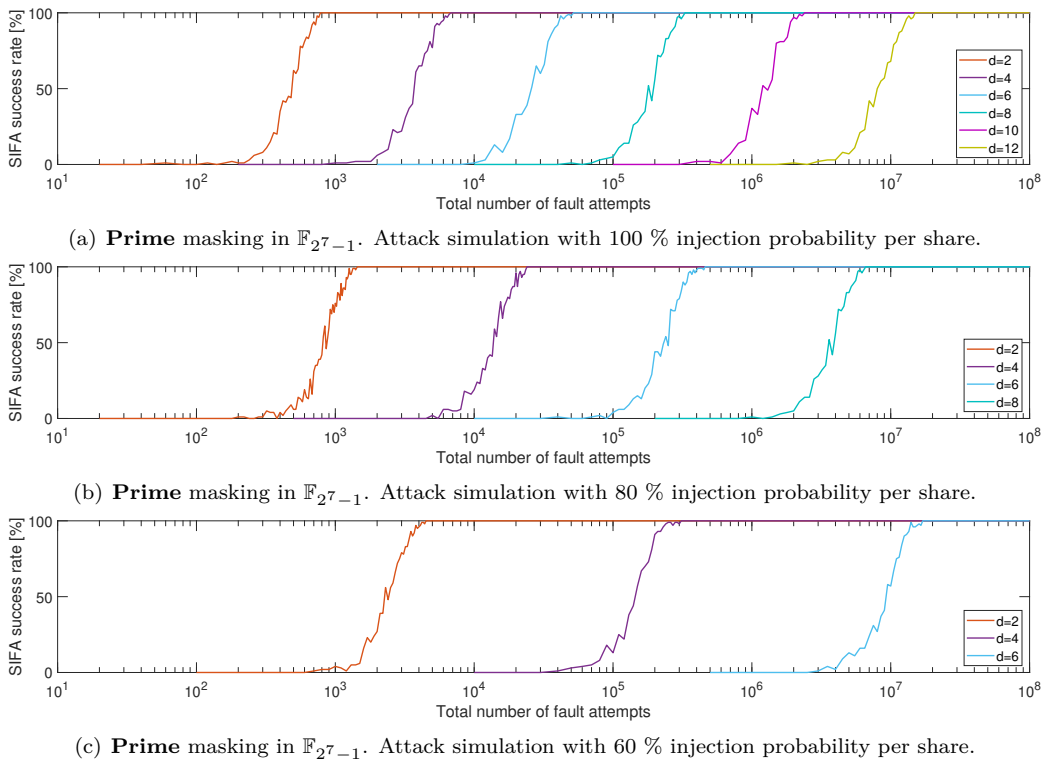 SIFA success rate [%]
100
50
0
d=2
d=4
d=6
d=8
d=10
d=12
10^1 10^2 10^3 10^4 10^5 10^6 10^7 10^8
Total number of fault attempts
(a) Prime masking in 𝔽_{2^7−1}. Attack simulation with 100 % injection probability per share.
SIFA success rate [%]
100
50
0
d=2
d=4
d=6
d=8
10^1 10^2 10^3 10^4 10^5 10^6 10^7 10^8
Total number of fault attempts
(b) Prime masking in 𝔽_{2^7−1}. Attack simulation with 80 % injection probability per share.
SIFA success rate [%]
100
50
0
d=2
d=4
d=6
10^1 10^2 10^3 10^4 10^5 10^6 10^7 10^8
Total number of fault attempts
(c) Prime masking in 𝔽_{2^7−1}. Attack simulation with 60 % injection probability per share.